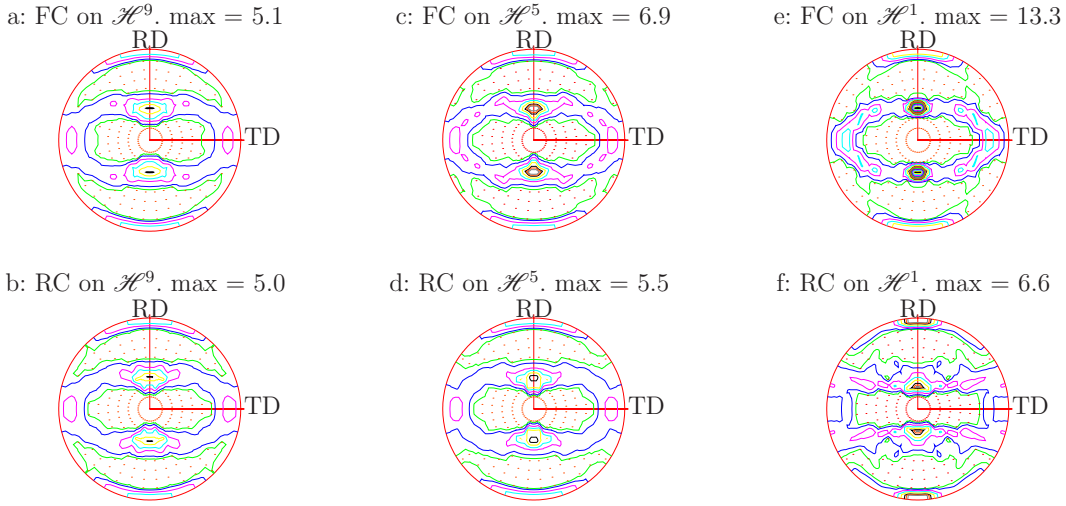 a: FC on ℋ⁹. max = 5.1
RD
TD
c: FC on ℋ⁵. max = 6.9
RD
TD
e: FC on ℋ¹. max = 13.3
RD
TD
b: RC on ℋ⁹. max = 5.0
RD
TD
d: RC on ℋ⁵. max = 5.5
RD
TD
f: RC on ℋ¹. max = 6.6
RD
TD